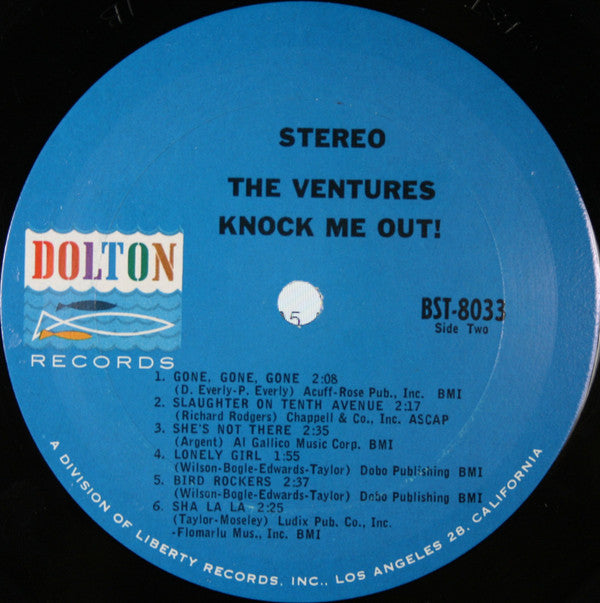 STEREO
THE VENTURES
KNOCK ME OUT!
DOLTON
RECORDS
BST-8033
Side Two
5
1. GONE, GONE, GONE 2:08
(D. Everly-P. Everly) Acuff-Rose Pub., Inc. BMI
2. SLAUGHTER ON TENTH AVENUE 2:17
(Richard Rodgers) Chappell & Co., Inc. ASCAP
3. SHE'S NOT THERE 2:35
(Argent) Al Gallico Music Corp. BMI
4. LONELY GIRL 1:55
(Wilson-Bogle-Edwards-Taylor) Dobo Publishing BMI
5. BIRD ROCKERS 2:37
(Wilson-Bogle-Edwards-Taylor) Dobo Publishing BMI
6. SHA LA LA 2:25
(Taylor-Moseley) Ludix Pub. Co., Inc.
-Flomarlu Mus., Inc. BMI
A DIVISION OF LIBERTY RECORDS, INC., LOS ANGELES 28, CALIFORNIA